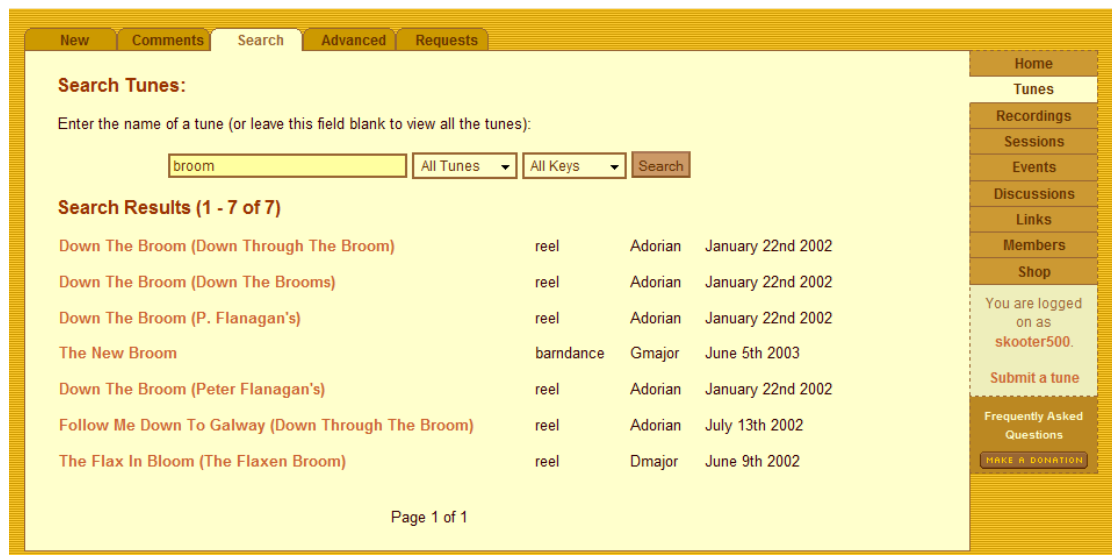 New Comments Search Advanced Requests
Search Tunes:
Enter the name of a tune (or leave this field blank to view all the tunes):
broom All Tunes All Keys Search
Search Results (1 - 7 of 7)
Down The Broom (Down Through The Broom) reel Adorian January 22nd 2002
Down The Broom (Down The Brooms) reel Adorian January 22nd 2002
Down The Broom (P. Flanagan's) reel Adorian January 22nd 2002
The New Broom barndance Gmajor June 5th 2003
Down The Broom (Peter Flanagan's) reel Adorian January 22nd 2002
Follow Me Down To Galway (Down Through The Broom) reel Adorian July 13th 2002
The Flax In Bloom (The Flaxen Broom) reel Dmajor June 9th 2002
Page 1 of 1
Home
Tunes
Recordings
Sessions
Events
Discussions
Links
Members
Shop
You are logged
on as
skooter500.
Submit a tune
Frequently Asked
Questions
MAKE A DONATION